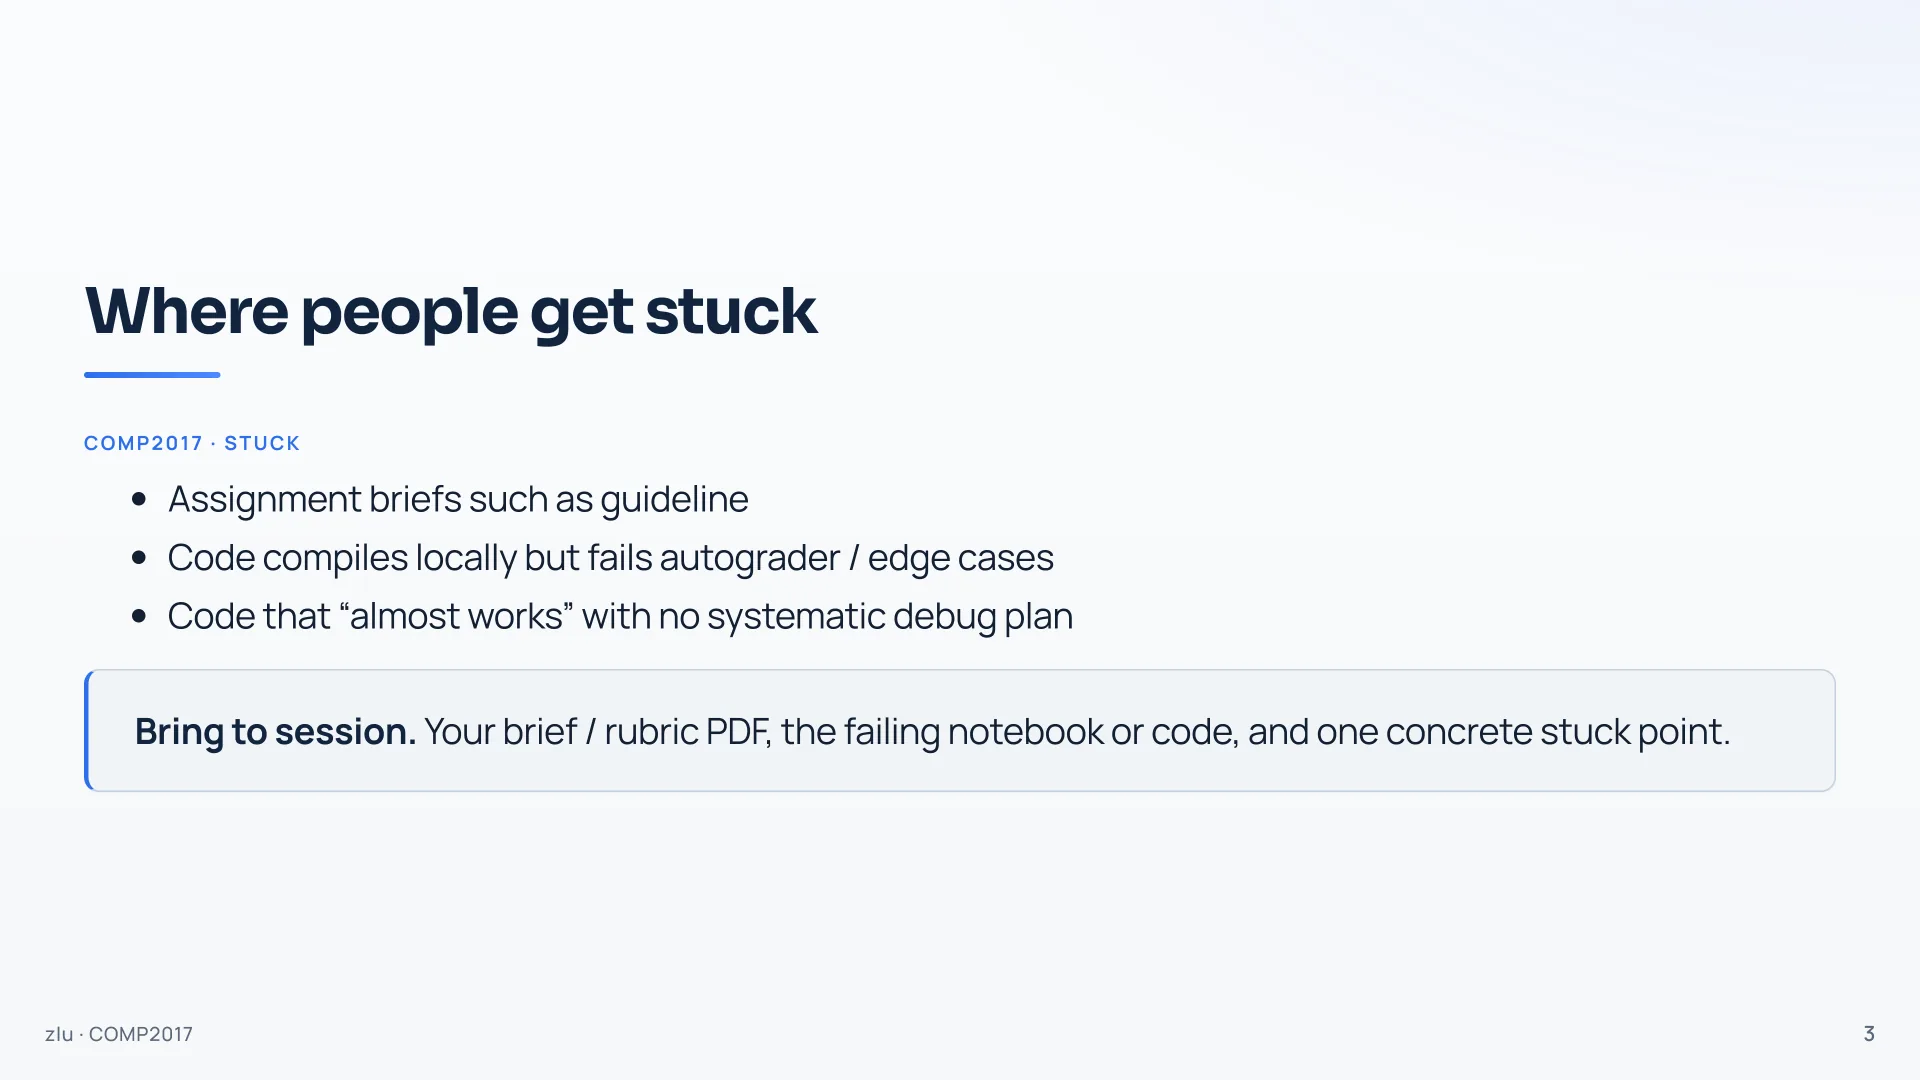 Where people get stuck
COMP2017 · STUCK
• Assignment briefs such as guideline
• Code compiles locally but fails autograder / edge cases
• Code that “almost works” with no systematic debug plan
Bring to session. Your brief / rubric PDF, the failing notebook or code, and one concrete stuck point.
zlu · COMP2017
3